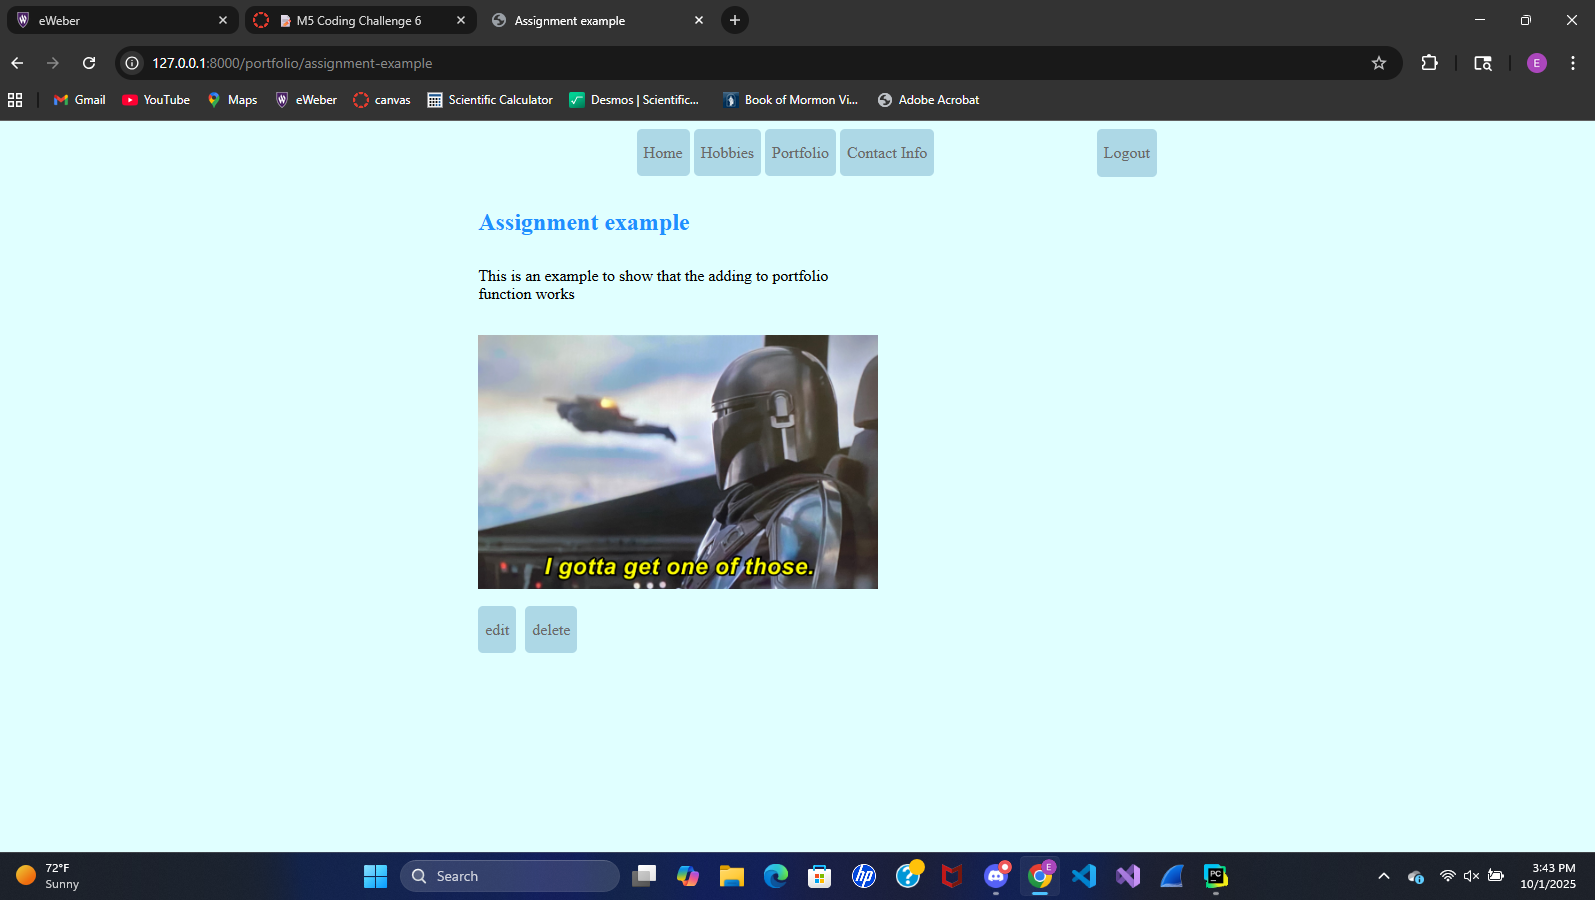 eWeber
M5 Coding Challenge 6
Assignment example
127.0.0.1:8000/portfolio/assignment-example
E
Gmail
YouTube
Maps
eWeber
canvas
Scientific Calculator
Desmos | Scientific...
Book of Mormon Vi...
Adobe Acrobat
Home
Hobbies
Portfolio
Contact Info
Logout
Assignment example
This is an example to show that the adding to portfolio
function works
I gotta get one of those.
edit
delete
72°F
Sunny
Search
hp
E
PC
3:43 PM
10/1/2025